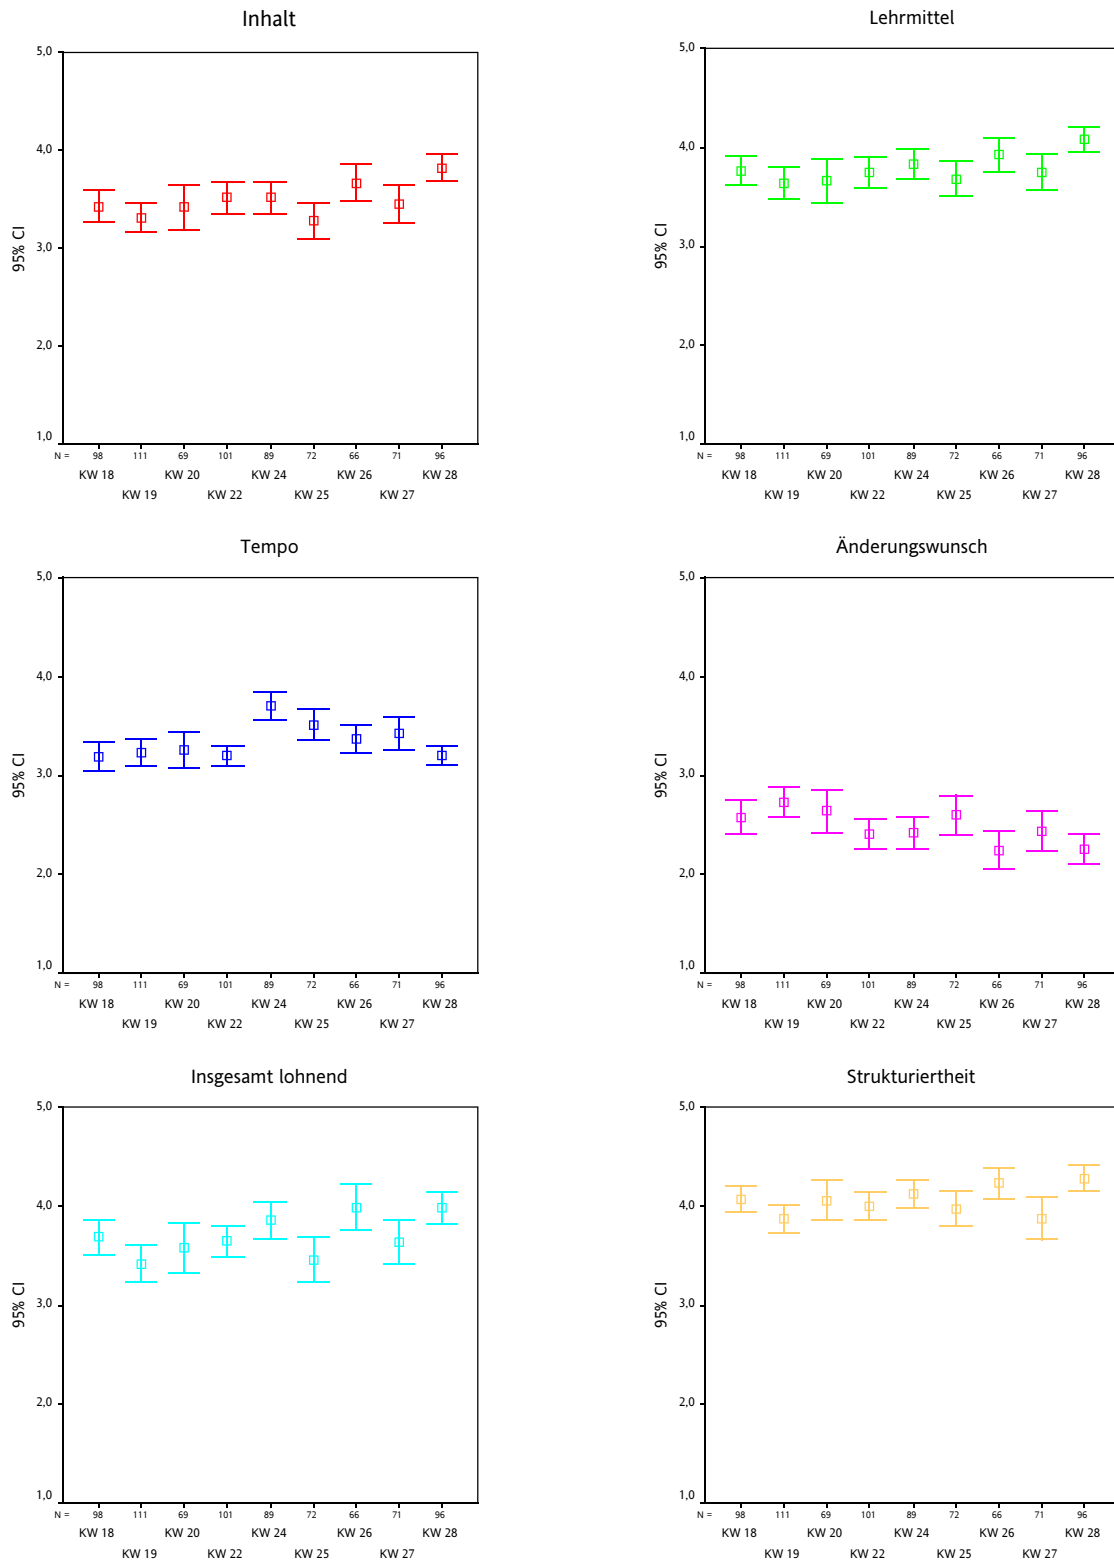 Inhalt
5,0
4,0
3,0
2,0
1,0
95% CI
N = 98 111 69 101 89 72 66 71 96
KW 18 KW 20 KW 24 KW 26 KW 28
KW 19 KW 22 KW 25 KW 27
Lehrmittel
5,0
4,0
3,0
2,0
1,0
95% CI
N = 98 111 69 101 89 72 66 71 96
KW 18 KW 20 KW 24 KW 26 KW 28
KW 19 KW 22 KW 25 KW 27
Tempo
5,0
4,0
3,0
2,0
1,0
95% CI
N = 98 111 69 101 89 72 66 71 96
KW 18 KW 20 KW 24 KW 26 KW 28
KW 19 KW 22 KW 25 KW 27
Änderungswunsch
5,0
4,0
3,0
2,0
1,0
95% CI
N = 98 111 69 101 89 72 66 71 96
KW 18 KW 20 KW 24 KW 26 KW 28
KW 19 KW 22 KW 25 KW 27
Insgesamt lohnend
5,0
4,0
3,0
2,0
1,0
95% CI
N = 98 111 69 101 89 72 66 71 96
KW 18 KW 20 KW 24 KW 26 KW 28
KW 19 KW 22 KW 25 KW 27
Strukturiertheit
5,0
4,0
3,0
2,0
1,0
95% CI
N = 98 111 69 101 89 72 66 71 96
KW 18 KW 20 KW 24 KW 26 KW 28
KW 19 KW 22 KW 25 KW 27